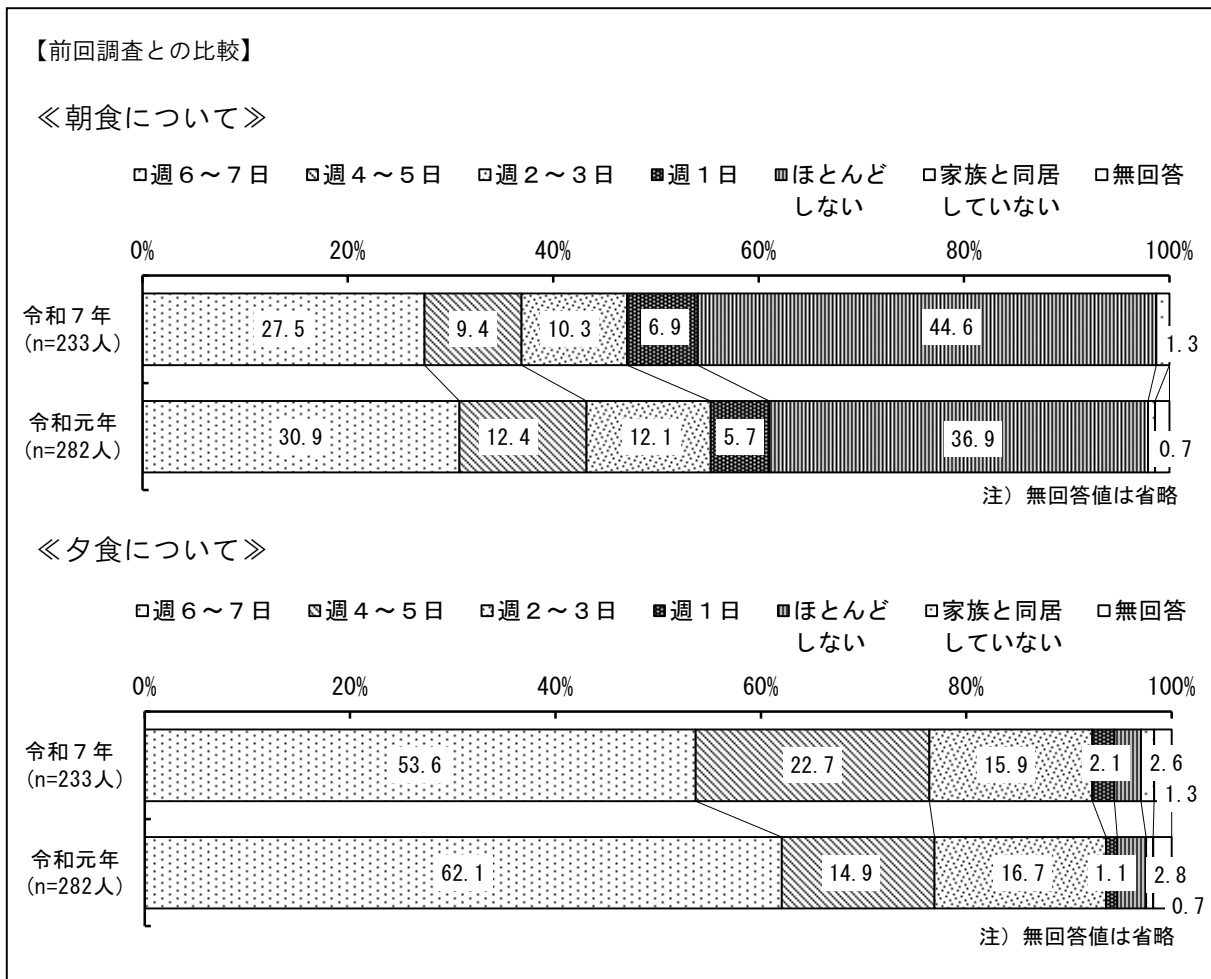 【前回調査との比較】
≪朝食について≫
週６～７日 週４～５日 週２～３日 週１日 ほとんど 家族と同居 無回答
しない していない
0% 20% 40% 60% 80% 100%
令和７年
(n=233人)
27.5 9.4 10.3 6.9 44.6 1.3
令和元年
(n=282人)
30.9 12.4 12.1 5.7 36.9 0.7
注）無回答値は省略
≪夕食について≫
週６～７日 週４～５日 週２～３日 週１日 ほとんど 家族と同居 無回答
しない していない
0% 20% 40% 60% 80% 100%
令和７年
(n=233人)
53.6 22.7 15.9 2.1 2.6
1.3
令和元年
(n=282人)
62.1 14.9 16.7 1.1 2.8
0.7
注）無回答値は省略